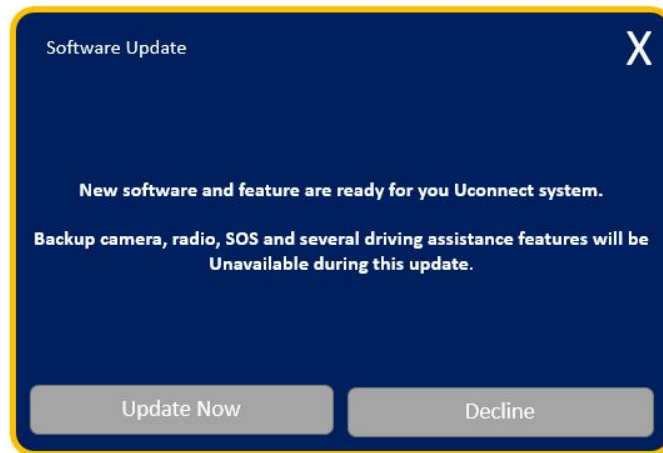 Software Update
X
New software and feature are ready for you Uconnect system.
Backup camera, radio, SOS and several driving assistance features will be
Unavailable during this update.
Update Now
Decline